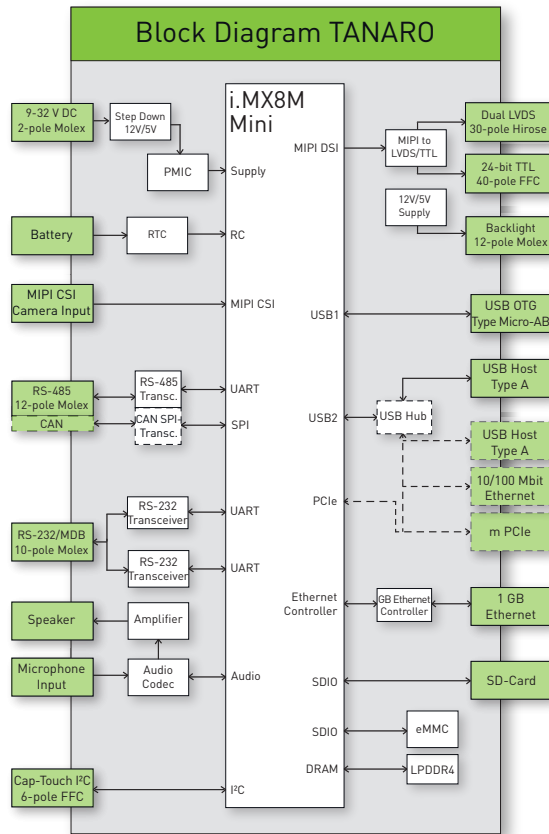 Block Diagram TANARO
9-32 V DC
2-pole Molex
Step Down
12V/5V
PMIC
Battery
RTC
MIPI CSI
Camera Input
RS-485
12-pole Molex
CAN
RS-485
Transc.
CAN SPI-
Transc.
RS-232/MDB
10-pole Molex
RS-232
Transceiver
RS-232
Transceiver
Speaker
Amplifier
Microphone
Input
Audio
Codec
Cap-Touch I²C
6-pole FFC
i.MX8M
Mini
Supply
RC
MIPI CSI
UART
SPI
UART
UART
Audio
I²C
MIPI DSI
USB1
USB2
PCIe
Ethernet
Controller
SDIO
SDIO
DRAM
MIPI to
LVDS/TTL
12V/5V
Supply
USB Hub
GB Ethernet
Controller
eMMC
LPDDR4
Dual LVDS
30-pole Hirose
24-bit TTL
40-pole FFC
Backlight
12-pole Molex
USB OTG
Type Micro-AB
USB Host
Type A
USB Host
Type A
10/100 Mbit
Ethernet
m PCIe
1 GB
Ethernet
SD-Card